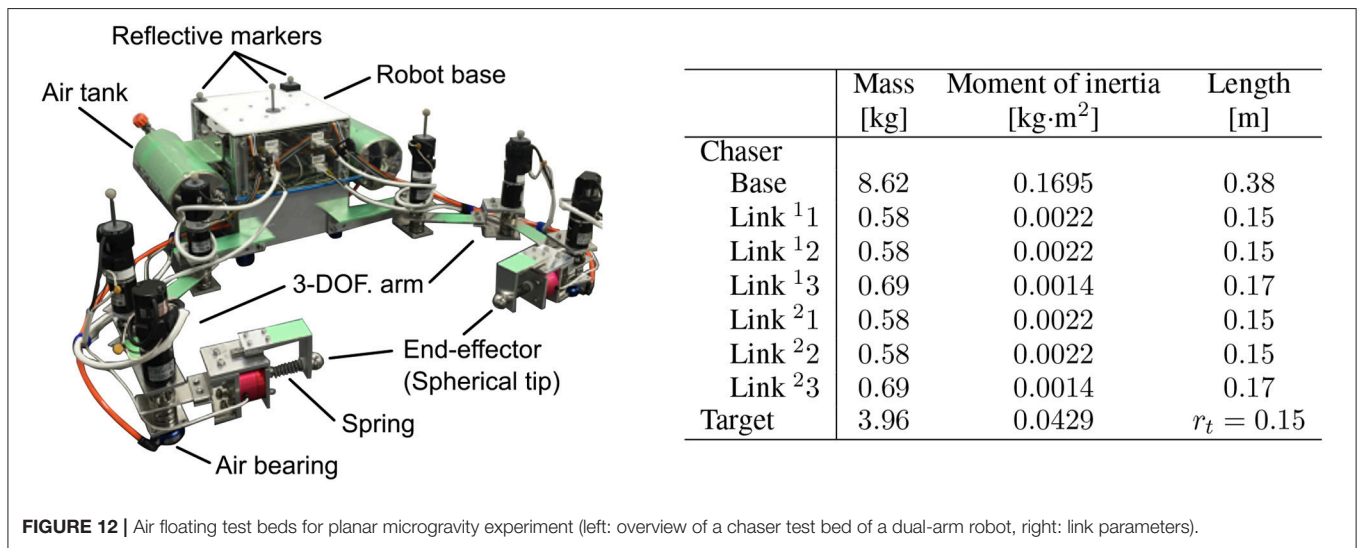 Reflective markers
Robot base
Air tank
3-DOF. arm
End-effector
(Spherical tip)
Spring
Air bearing
Mass Moment of inertia Length
[kg] [kg·m²] [m]
Chaser
Base 8.62 0.1695 0.38
Link ¹1 0.58 0.0022 0.15
Link ¹2 0.58 0.0022 0.15
Link ¹3 0.69 0.0014 0.17
Link ²1 0.58 0.0022 0.15
Link ²2 0.58 0.0022 0.15
Link ²3 0.69 0.0014 0.17
Target 3.96 0.0429 rₜ = 0.15
FIGURE 12 | Air floating test beds for planar microgravity experiment (left: overview of a chaser test bed of a dual-arm robot, right: link parameters).